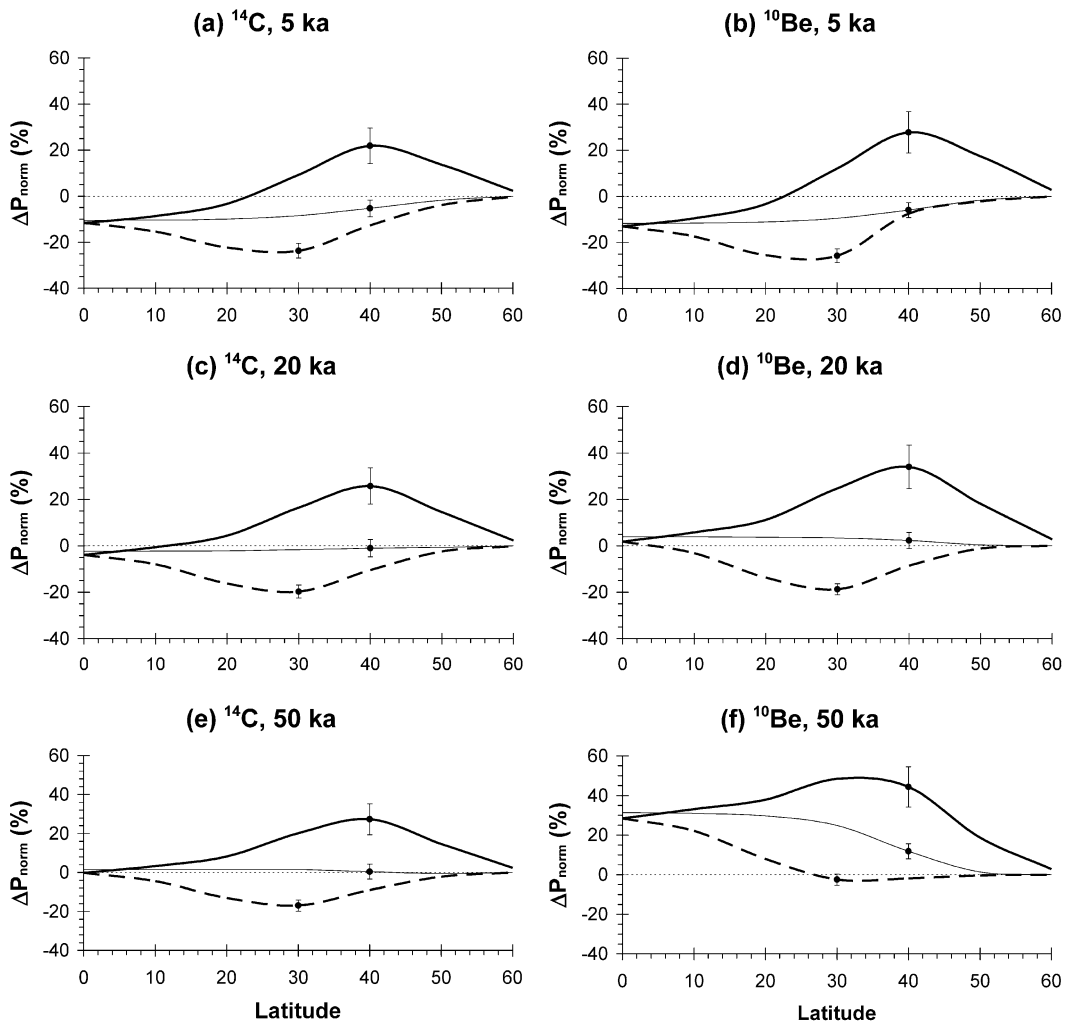 (a) ¹⁴C, 5 ka
60
40
20
0
-20
-40
ΔPnorm (%)
0 10 20 30 40 50 60
(b) ¹⁰Be, 5 ka
60
40
20
0
-20
-40
ΔPnorm (%)
0 10 20 30 40 50 60
(c) ¹⁴C, 20 ka
60
40
20
0
-20
-40
ΔPnorm (%)
0 10 20 30 40 50 60
(d) ¹⁰Be, 20 ka
60
40
20
0
-20
-40
ΔPnorm (%)
0 10 20 30 40 50 60
(e) ¹⁴C, 50 ka
60
40
20
0
-20
-40
ΔPnorm (%)
0 10 20 30 40 50 60
Latitude
(f) ¹⁰Be, 50 ka
60
40
20
0
-20
-40
ΔPnorm (%)
0 10 20 30 40 50 60
Latitude